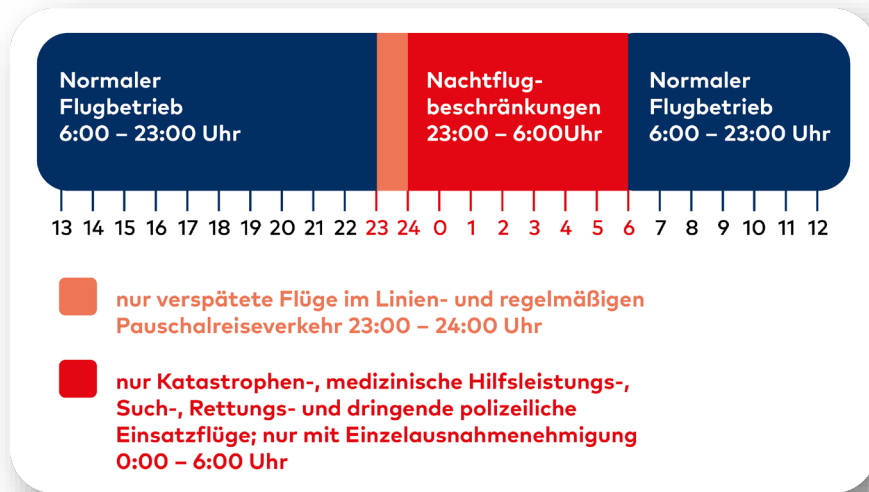 Normaler
Flugbetrieb
6:00 – 23:00 Uhr
Nachtflug-
beschränkungen
23:00 – 6:00Uhr
Normaler
Flugbetrieb
6:00 – 23:00 Uhr
13 14 15 16 17 18 19 20 21 22 23 24 0 1 2 3 4 5 6 7 8 9 10 11 12
nur verspätete Flüge im Linien- und regelmäßigen
Pauschalreiseverkehr 23:00 – 24:00 Uhr
nur Katastrophen-, medizinische Hilfsleistungs-,
Such-, Rettungs- und dringende polizeiliche
Einsatzflüge; nur mit Einzelausnahmenehmigung
0:00 – 6:00 Uhr